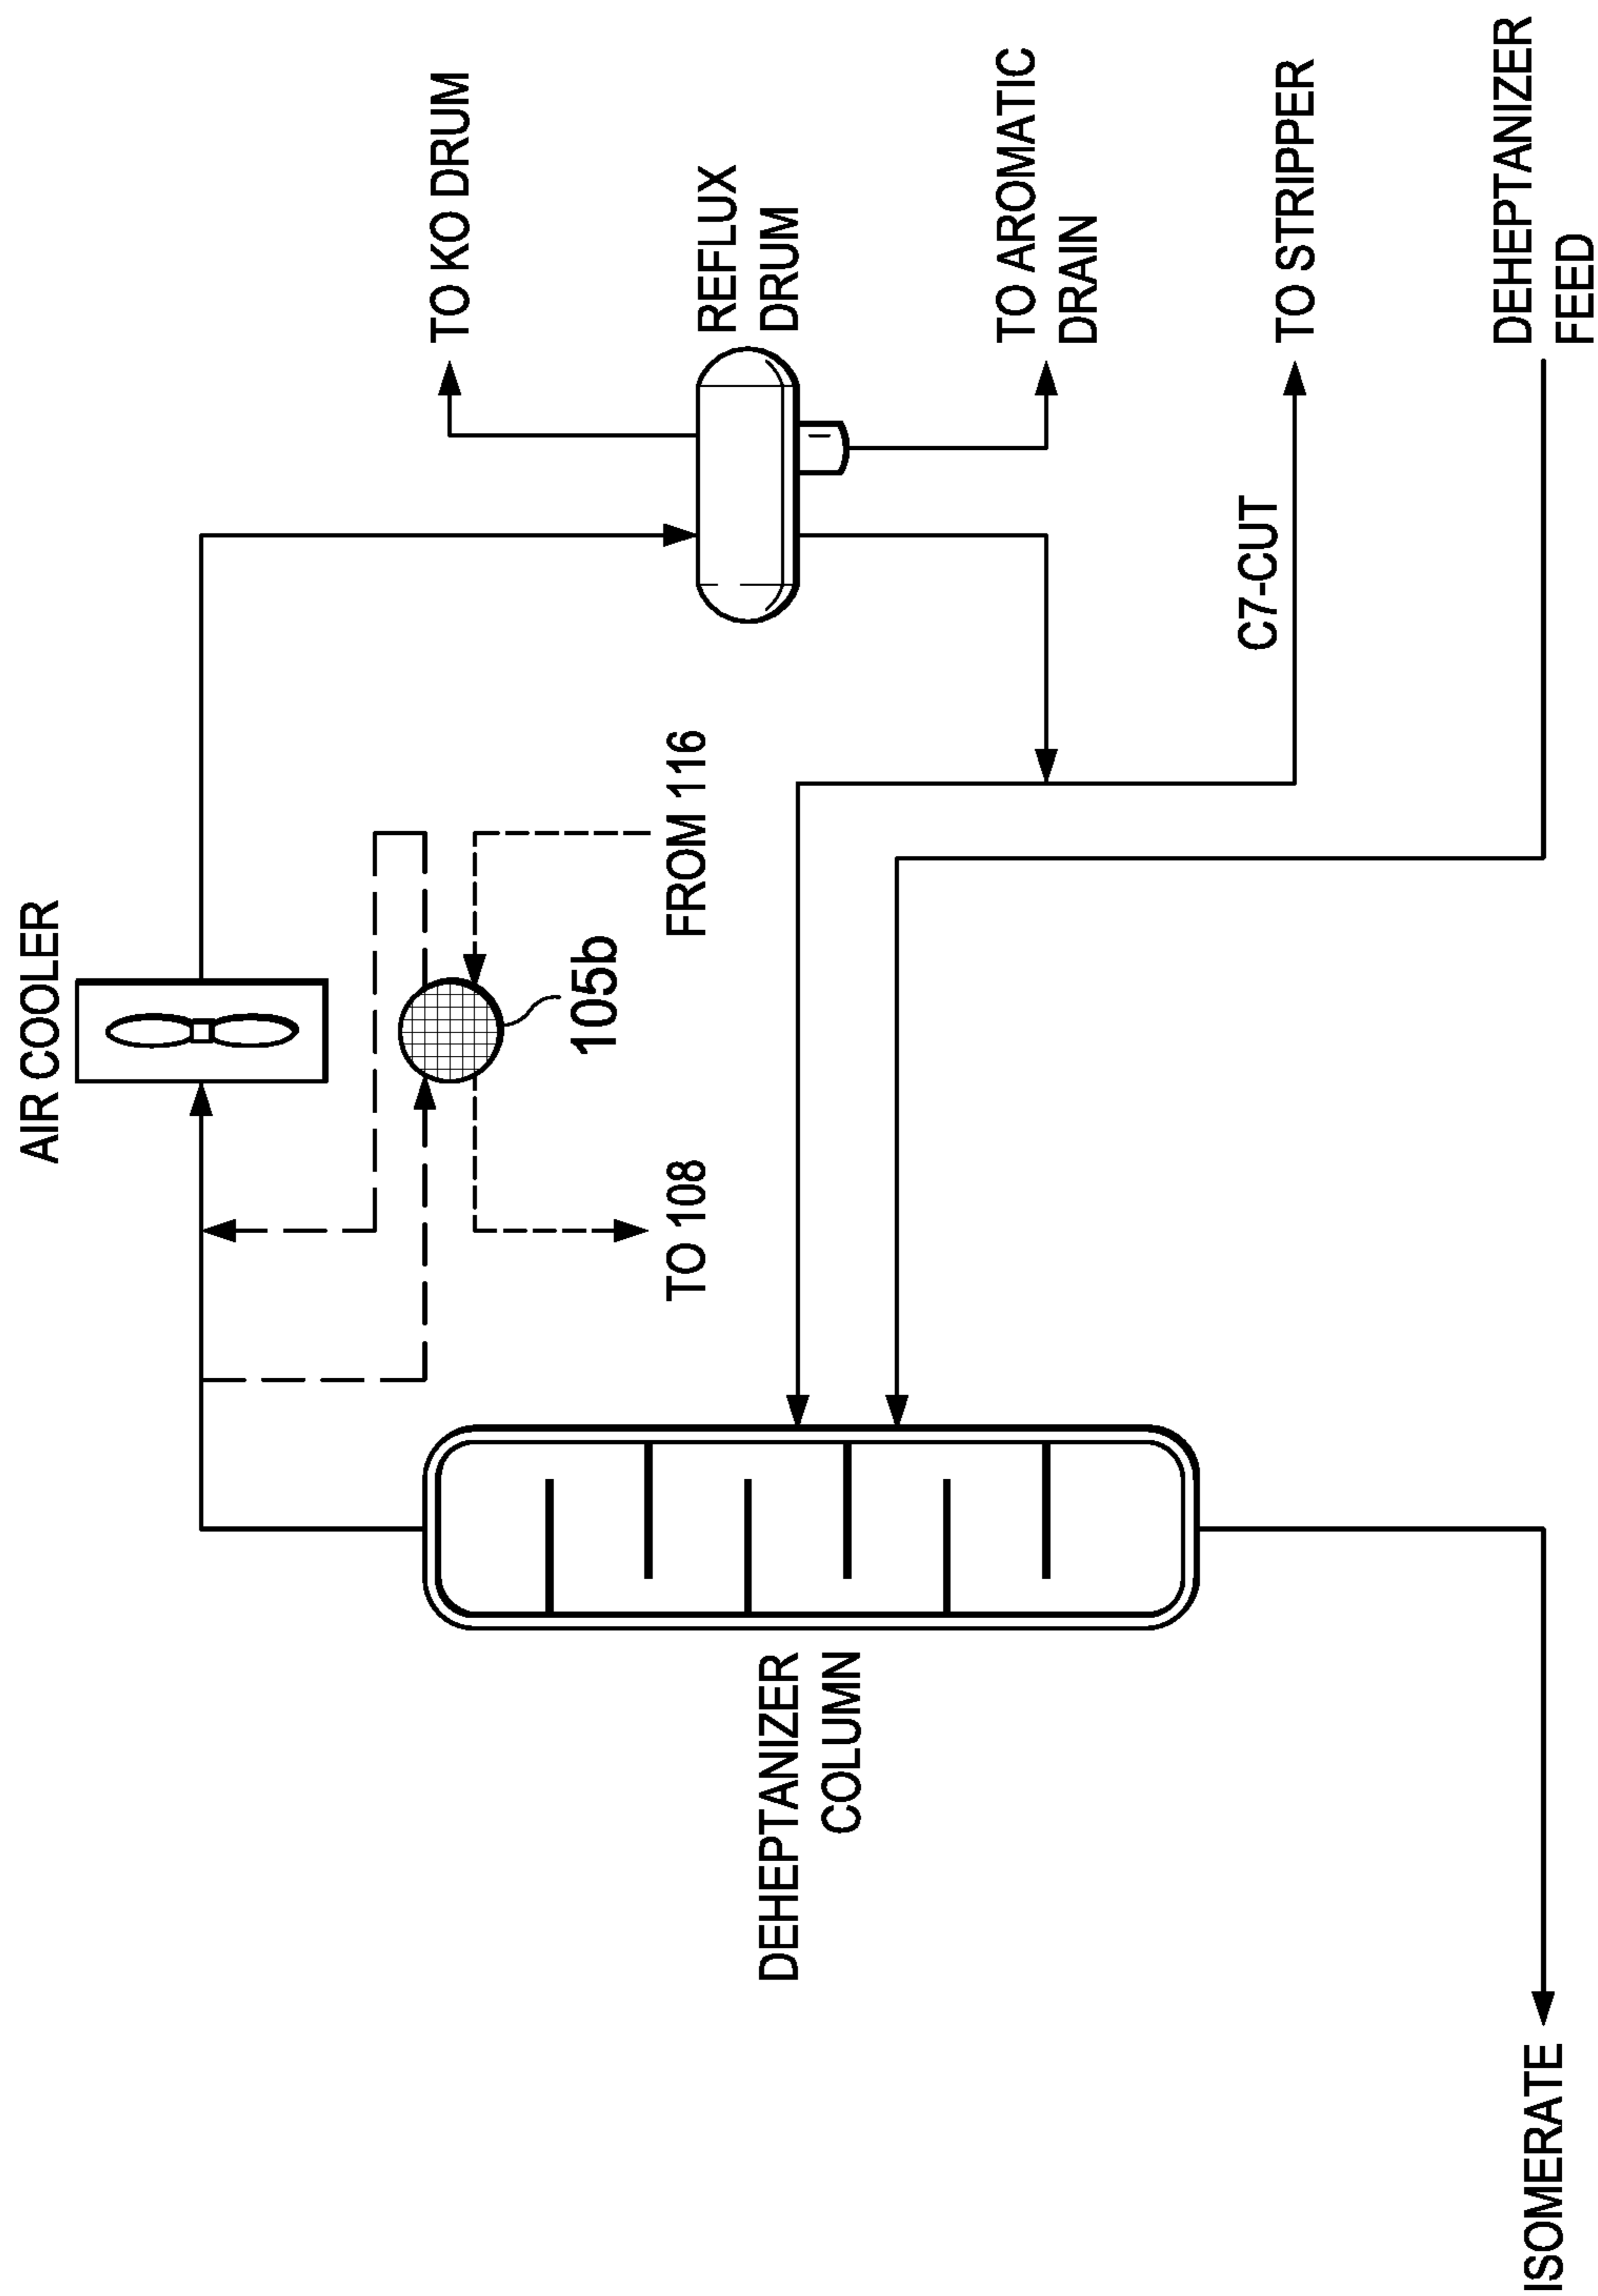 AIR COOLER
TO KO DRUM
REFLUX
DRUM
105b
FROM 116
TO 108
TO AROMATIC
DRAIN
C7-CUT
TO STRIPPER
DEHEPTANIZER
FEED
DEHEPTANIZER
COLUMN
ISOMERATE